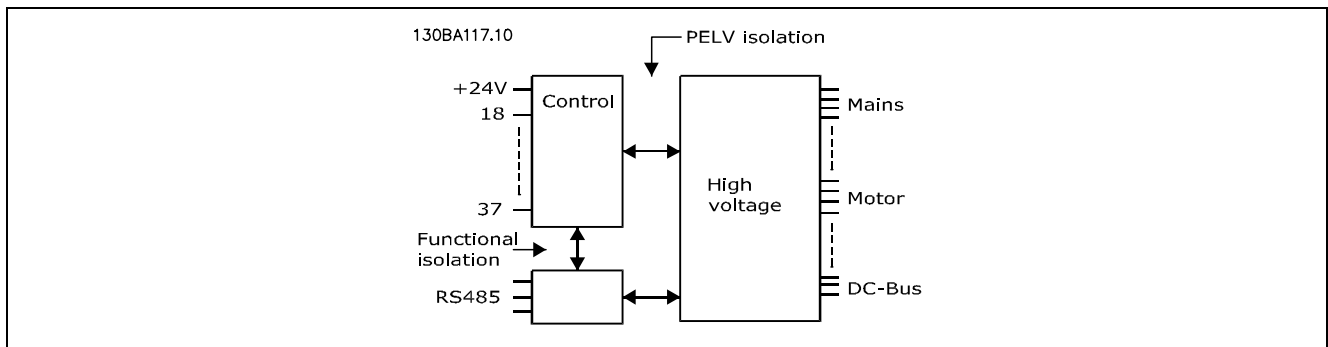 130BA117.10
PELV isolation
+24V
Control
18
Mains
High
voltage
Motor
37
Functional
isolation
RS485
DC-Bus